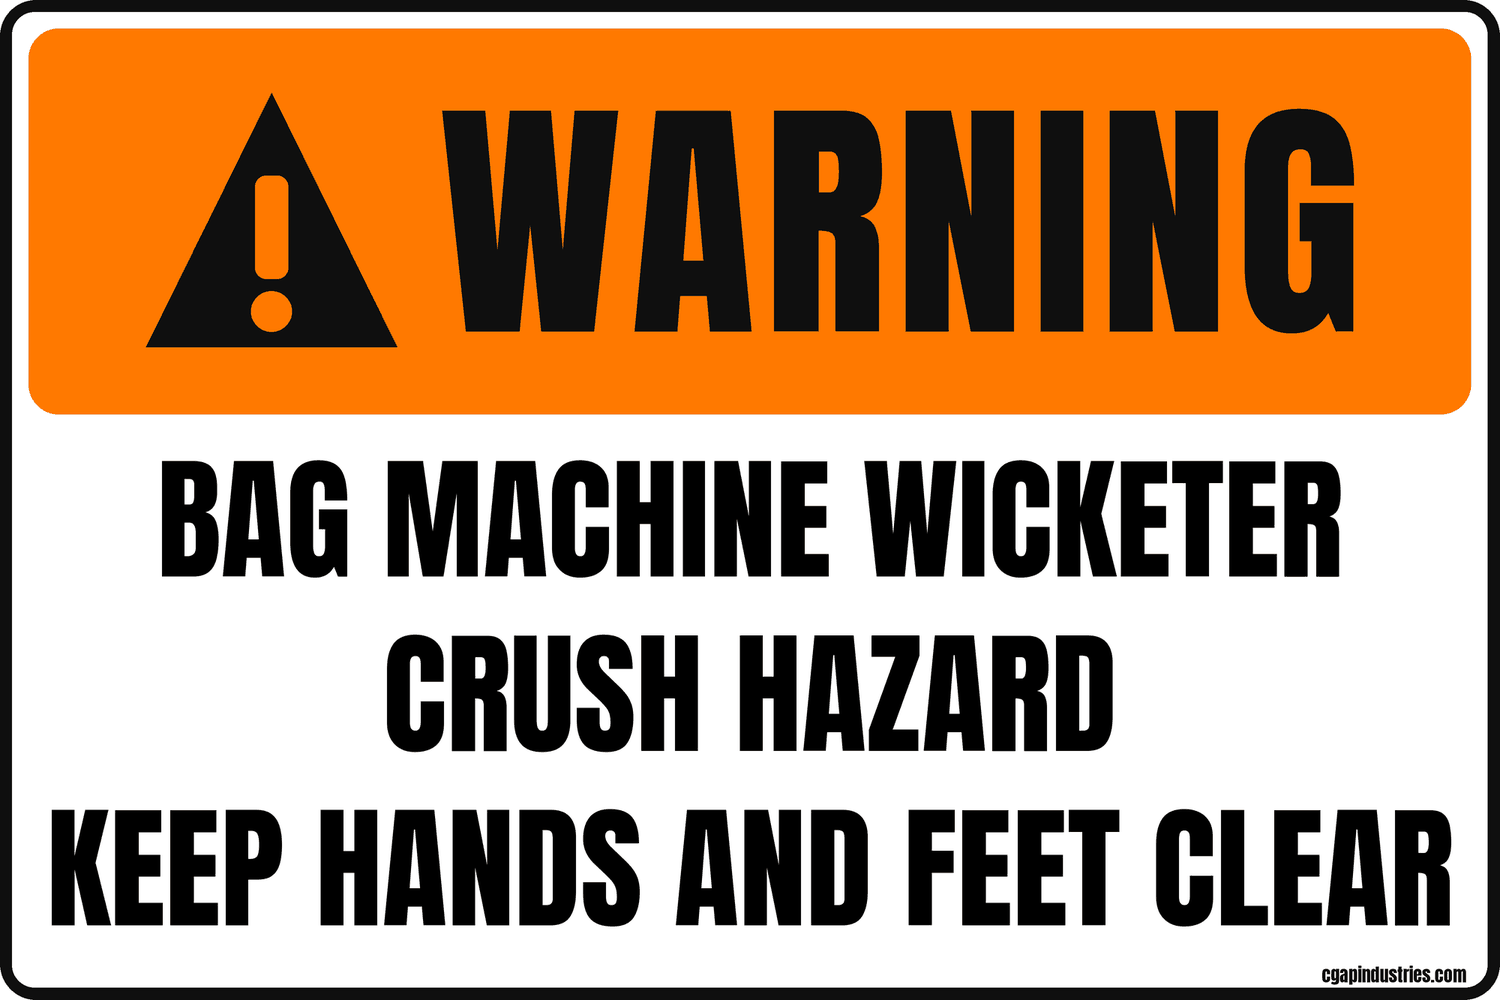 WARNING
BAG MACHINE WICKETER
CRUSH HAZARD
KEEP HANDS AND FEET CLEAR
cgapindustries.com